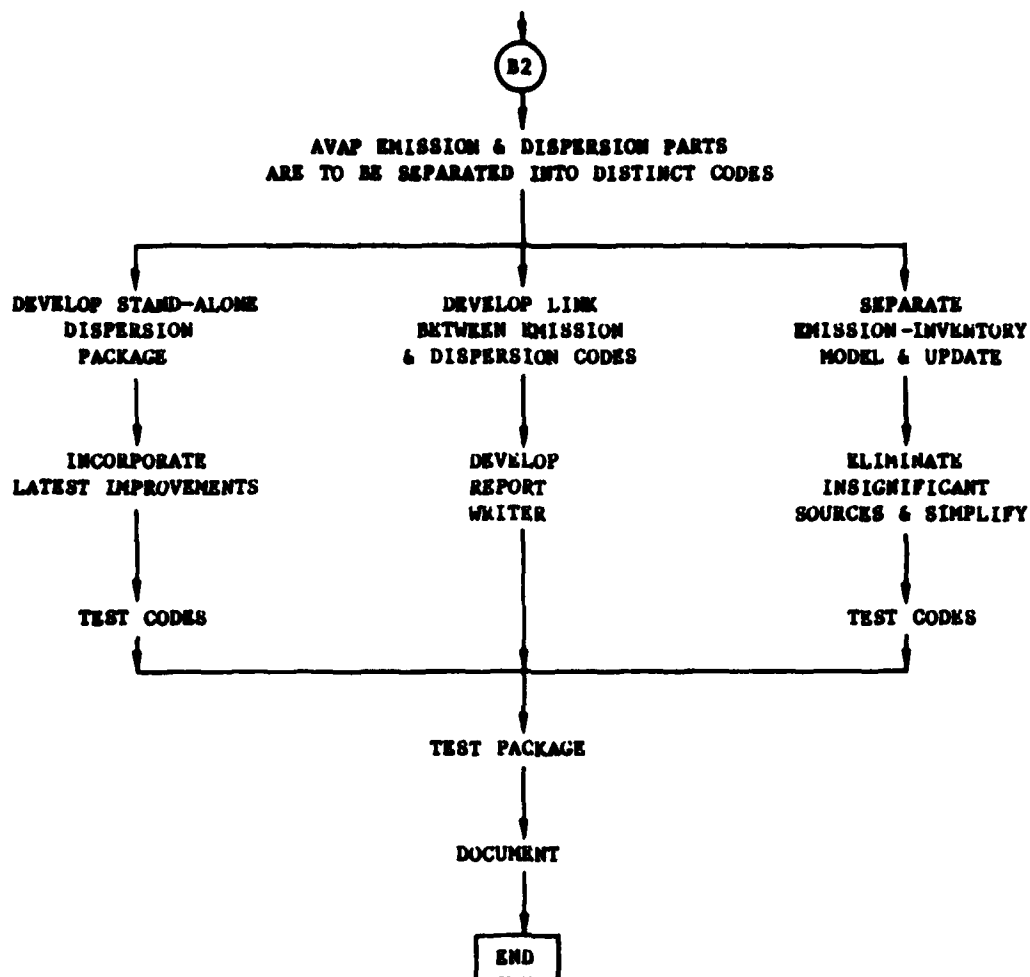 B2
AVAP EMISSION & DISPERSION PARTS
ARE TO BE SEPARATED INTO DISTINCT CODES
DEVELOP STAND-ALONE
DISPERSION
PACKAGE
DEVELOP LINK
BETWEEN EMISSION
& DISPERSION CODES
SEPARATE
EMISSION-INVENTORY
MODEL & UPDATE
INCORPORATE
LATEST IMPROVEMENTS
DEVELOP
REPORT
WRITER
ELIMINATE
INSIGNIFICANT
SOURCES & SIMPLIFY
TEST CODES
TEST CODES
TEST PACKAGE
DOCUMENT
END